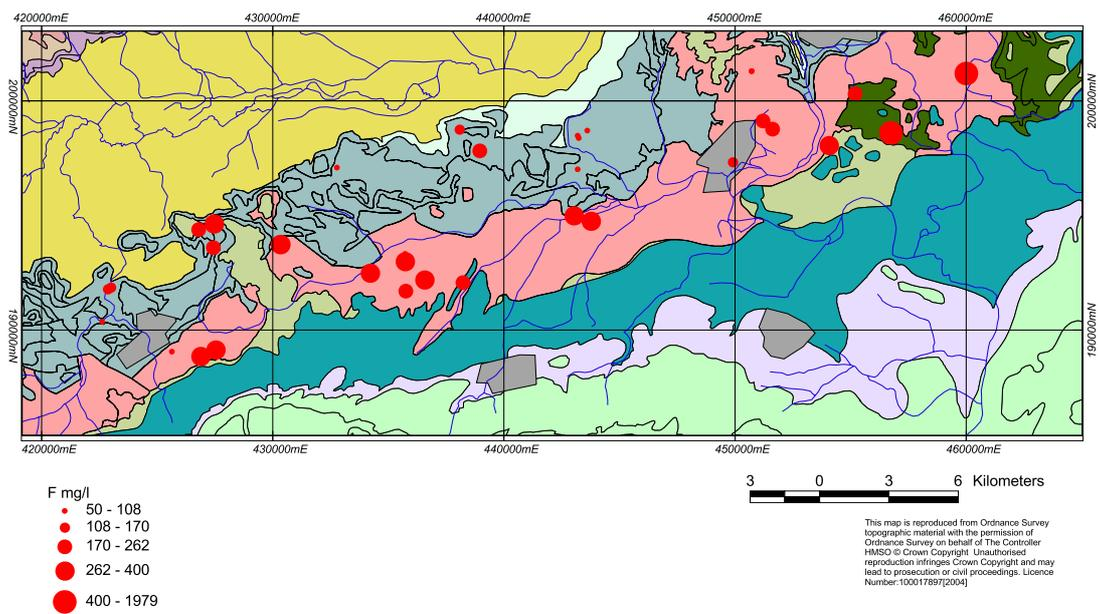 420000mE 430000mE 440000mE 450000mE 460000mE
200000mN 200000mN
190000mN 190000mN
420000mE 430000mE 440000mE 450000mE 460000mE
3 0 3 6 Kilometers
F mg/l
50 - 108
108 - 170
170 - 262
262 - 400
400 - 1979
This map is reproduced from Ordnance Survey
topographic material with the permission of
Ordnance Survey on behalf of The Controller
HMSO © Crown Copyright Unauthorised
reproduction infringes Crown Copyright and may
lead to prosecution or civil proceedings. Licence
Number:100017897[2004]